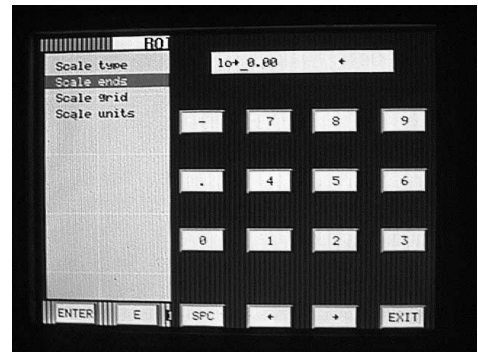 RO
Scale type
Scale ends
Scale grid
Scale units
lo→_0.00 ←
- 7 8 9
. 4 5 6
0 1 2 3
ENTER E SPC ← → EXIT